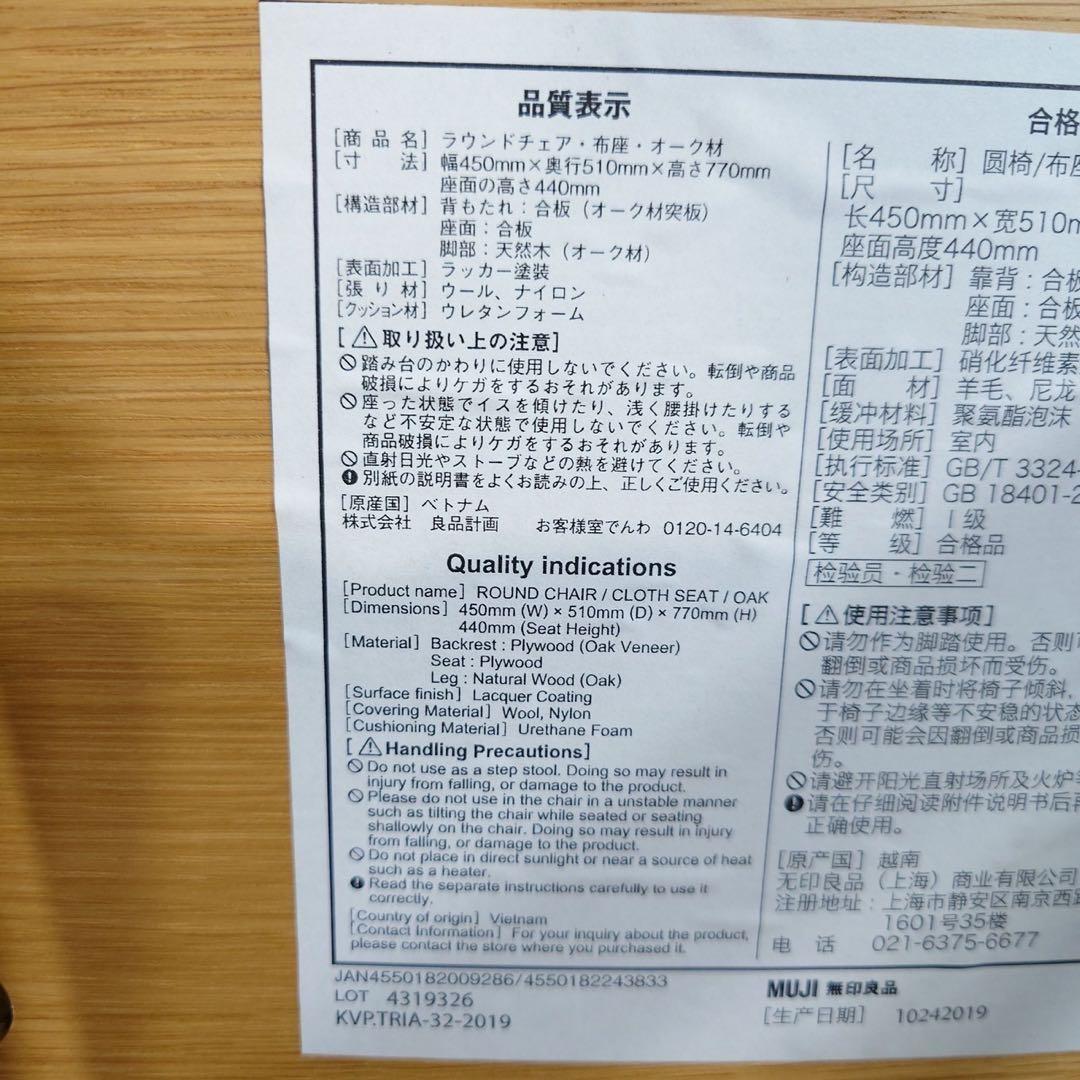 品質表示
[商品名] ラウンドチェア・布座・オーク材
[寸法] 幅450mm×奥行510mm×高さ770mm
座面の高さ440mm
[構造部材] 背もたれ：合板（オーク材突板）
座面：合板
脚部：天然木（オーク材）
[表面加工] ラッカー塗装
[張り材] ウール、ナイロン
[クッション材] ウレタンフォーム
[⚠取り扱い上の注意]
踏み台のかわりに使用しないでください。転倒や商品
破損によりケガをするおそれがあります。
座った状態でイスを傾けたり、浅く腰掛けたりする
など不安定な状態で使用しないでください。転倒や
商品破損によりケガをするおそれがあります。
直射日光やストーブなどの熱を避けてください。
別紙の説明書をよくお読みの上、正しくご使用ください。
[原産国] ベトナム
株式会社 良品計画 お客様室でんわ 0120-14-6404
Quality indications
[Product name] ROUND CHAIR / CLOTH SEAT / OAK
[Dimensions] 450mm (W) × 510mm (D) × 770mm (H)
440mm (Seat Height)
[Material] Backrest : Plywood (Oak Veneer)
Seat : Plywood
Leg : Natural Wood (Oak)
[Surface finish] Lacquer Coating
[Covering Material] Wool, Nylon
[Cushioning Material] Urethane Foam
[⚠Handling Precautions]
Do not use as a step stool. Doing so may result in
injury from falling, or damage to the product.
Please do not use in the chair in a unstable manner
such as tilting the chair while seated or seating
shallowly on the chair. Doing so may result in injury
from falling, or damage to the product.
Do not place in direct sunlight or near a source of heat
such as a heater.
Read the separate instructions carefully to use it
correctly.
[Country of origin] Vietnam
[Contact Information] For your inquiry about the product,
please contact the store where you purchased it.
合格
[名称] 圆椅/布座
[尺寸]
长450mm×宽510m
座面高度440mm
[构造部材] 靠背：合板
座面：合板
脚部：天然
[表面加工] 硝化纤维素
[面材] 羊毛、尼龙
[缓冲材料] 聚氨酯泡沫
[使用场所] 室内
[执行标准] GB/T 3324-
[安全类别] GB 18401-2
[難燃] Ⅰ级
[等级] 合格品
检验员・检验二
[⚠使用注意事项]
请勿作为脚踏使用。否则可
翻倒或商品损坏而受伤。
请勿在坐着时将椅子倾斜，
于椅子边缘等不安稳的状态
否则可能会因翻倒或商品损
伤。
请避开阳光直射场所及火炉等
请在仔细阅读附件说明书后再
正确使用。
[原产国] 越南
无印良品（上海）商业有限公司
注册地址：上海市静安区南京西路
1601号35楼
电话 021-6375-6677
JAN4550182009286/4550182243833
LOT 4319326
KVP.TRIA-32-2019
MUJI 無印良品
[生产日期] 10242019